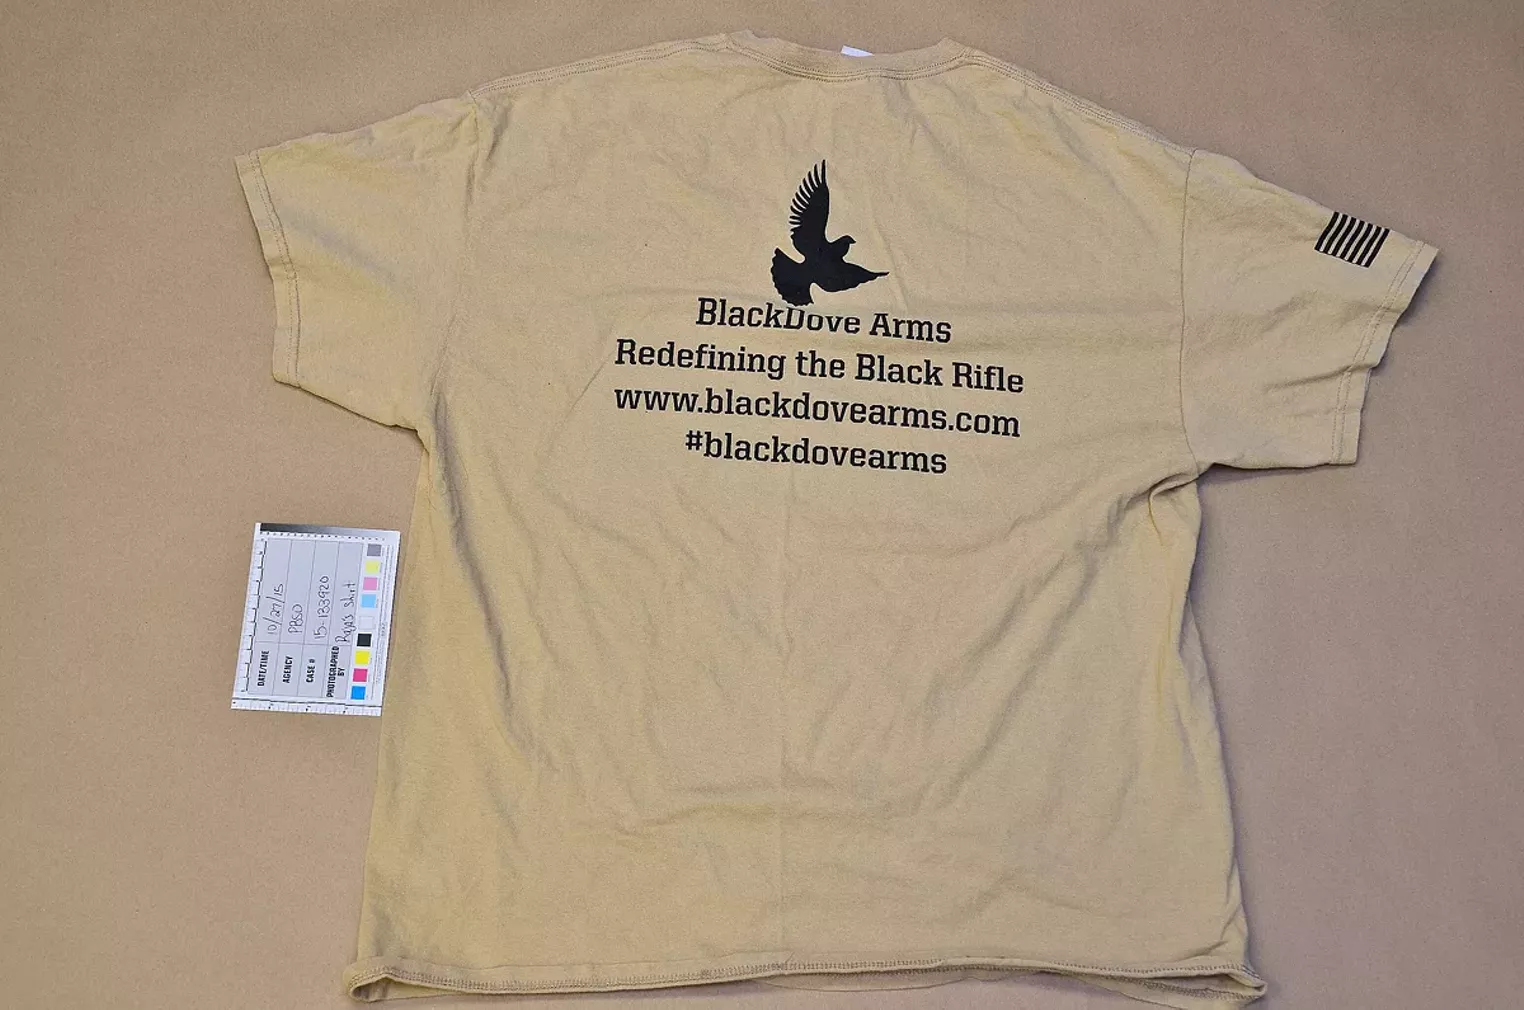 BlackDove Arms
Redefining the Black Rifle
www.blackdovearms.com
#blackdovearms
DATE/TIME 10/27/15
AGENCY PBSO
CASE # 15-133920
PHOTOGRAPHED BY Raja's Shirt